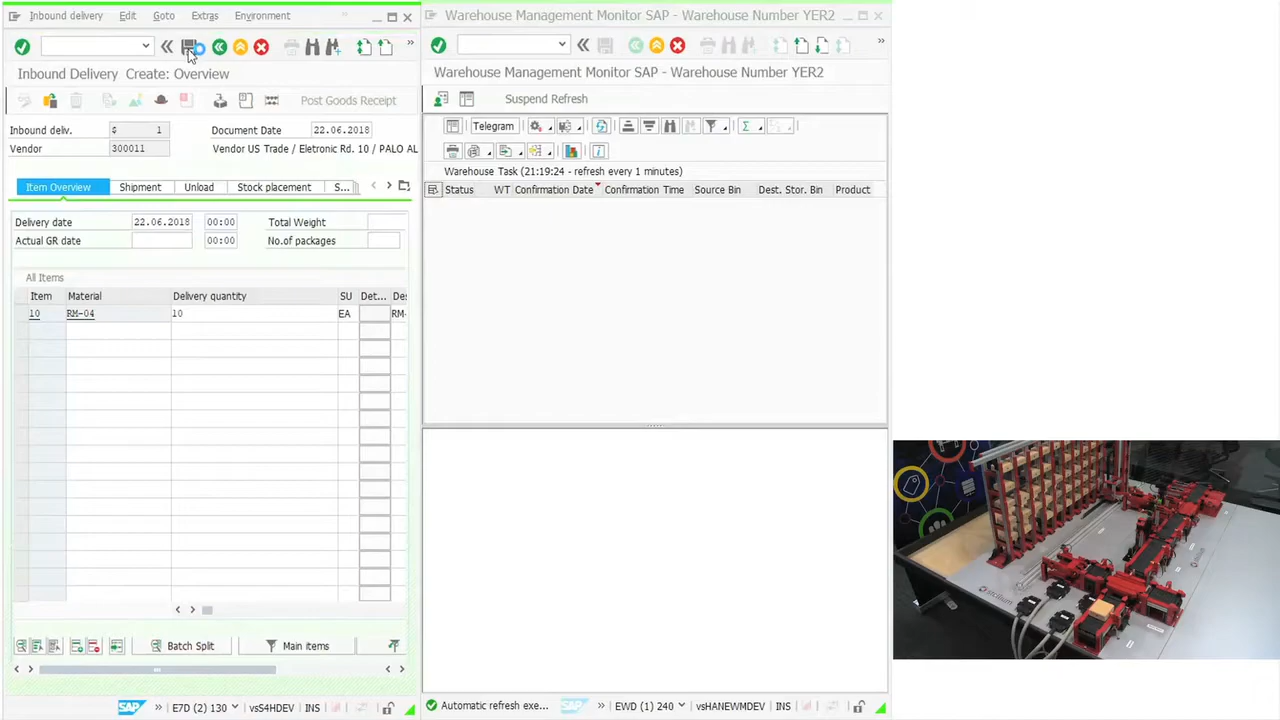 Inbound delivery Edit Goto Extras Environment
Inbound Delivery Create: Overview
Post Goods Receipt
Inbound deliv. $ 1 Document Date 22.06.2018
Vendor 300011 Vendor US Trade / Eletronic Rd. 10 / PALO AL
Item Overview Shipment Unload Stock placement S...
Delivery date 22.06.2018 00:00 Total Weight
Actual GR date 00:00 No.of packages
All Items
Item Material Delivery quantity SU Det... Des
10 RM-04 10 EA RM-
Batch Split Main items
SAP E7D (2) 130 vsS4HDEV INS
Warehouse Management Monitor SAP - Warehouse Number YER2
Warehouse Management Monitor SAP - Warehouse Number YER2
Suspend Refresh
Telegram
Warehouse Task (21:19:24 - refresh every 1 minutes)
Status WT Confirmation Date Confirmation Time Source Bin Dest. Stor. Bin Product
Automatic refresh exe... SAP EWD (1) 240 vsHANEWMDEV INS